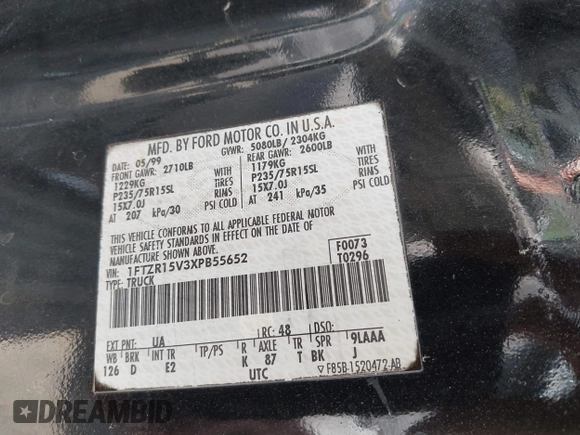 MFD. BY FORD MOTOR CO. IN U.S.A.
DATE: 05/99 GVWR: 5080LB/ 2304KG
FRONT GAWR: 2710LB REAR GAWR: 2600LB
1229KG WITH 1179KG WITH
P235/75R15SL TIRES P235/75R15SL TIRES
15X7.0J RIMS 15X7.0J RIMS
AT 207 kPa/30 PSI COLD AT 241 kPa/35 PSI COLD
THIS VEHICLE CONFORMS TO ALL APPLICABLE FEDERAL MOTOR
VEHICLE SAFETY STANDARDS IN EFFECT ON THE DATE OF
MANUFACTURE SHOWN ABOVE.
VIN: 1FTZR15V3XPB55652 F0073
TYPE: TRUCK T0296
EXT PNT: UA RC: 48 DSO:
WB BRK INT TR TP/PS R AXLE TR SPR 9LAAA
126 D E2 K 87 T BK J
UTC ▽ F85B-1520472-AB
DREAMBID